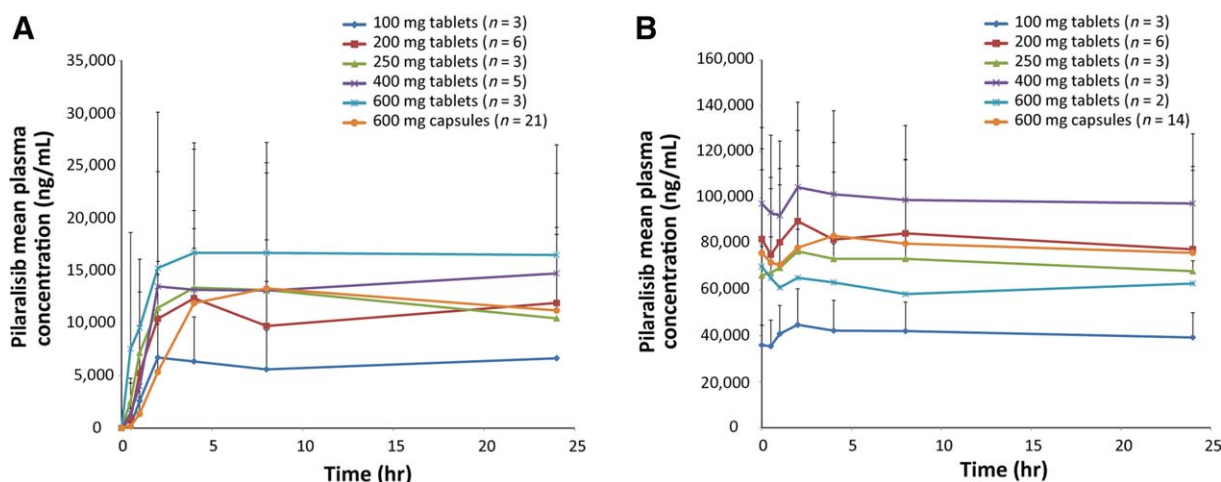 A
100 mg tablets (n = 3)
200 mg tablets (n = 6)
250 mg tablets (n = 3)
400 mg tablets (n = 5)
600 mg tablets (n = 3)
600 mg capsules (n = 21)
Pilaralisib mean plasma
concentration (ng/mL)
35,000
30,000
25,000
20,000
15,000
10,000
5,000
0
0 5 10 15 20 25
Time (hr)
B
100 mg tablets (n = 3)
200 mg tablets (n = 6)
250 mg tablets (n = 3)
400 mg tablets (n = 3)
600 mg tablets (n = 2)
600 mg capsules (n = 14)
Pilaralisib mean plasma
concentration (ng/mL)
160,000
140,000
120,000
100,000
80,000
60,000
40,000
20,000
0
0 5 10 15 20 25
Time (hr)